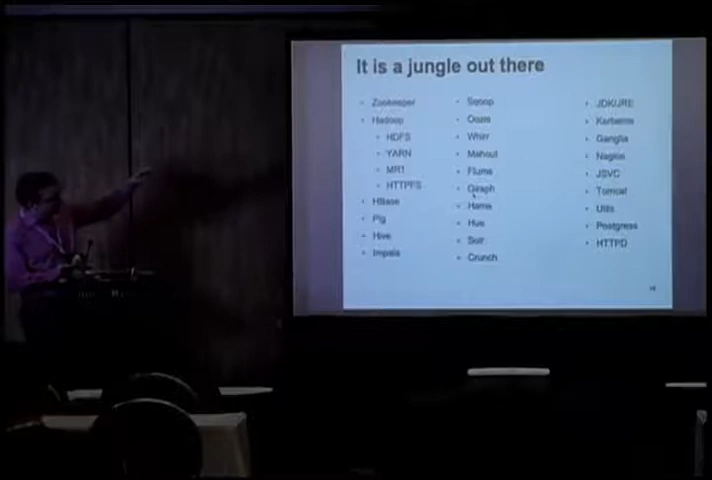 It is a jungle out there
Zookeeper
Hadoop
HDFS
YARN
MR1
HTTPFS
HBase
Pig
Hive
Impala
Sqoop
Oozie
Whirr
Mahout
Flume
Giraph
Hama
Hue
Solr
Crunch
JDK/JRE
Kerberos
Ganglia
Nagios
JSVC
Tomcat
Utils
Postgress
HTTPD